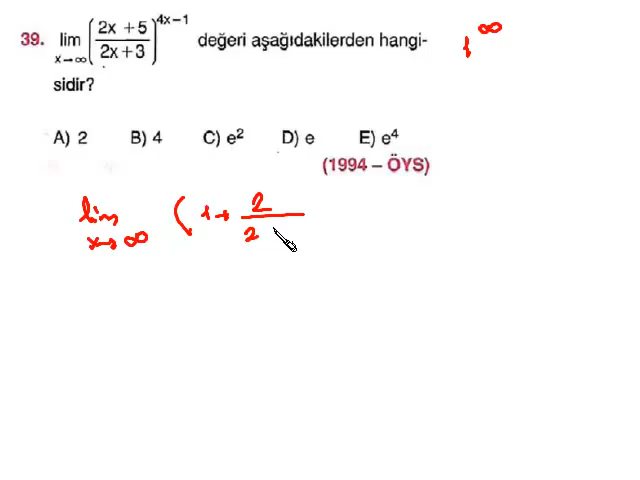 39. lim x→∞ ((2x + 5)/(2x + 3))^(4x−1) değeri aşağıdakilerden hangi-
sidir?
A) 2 B) 4 C) e² D) e E) e⁴
(1994 – ÖYS)
1^∞
lim x→∞ (1 + 2/2